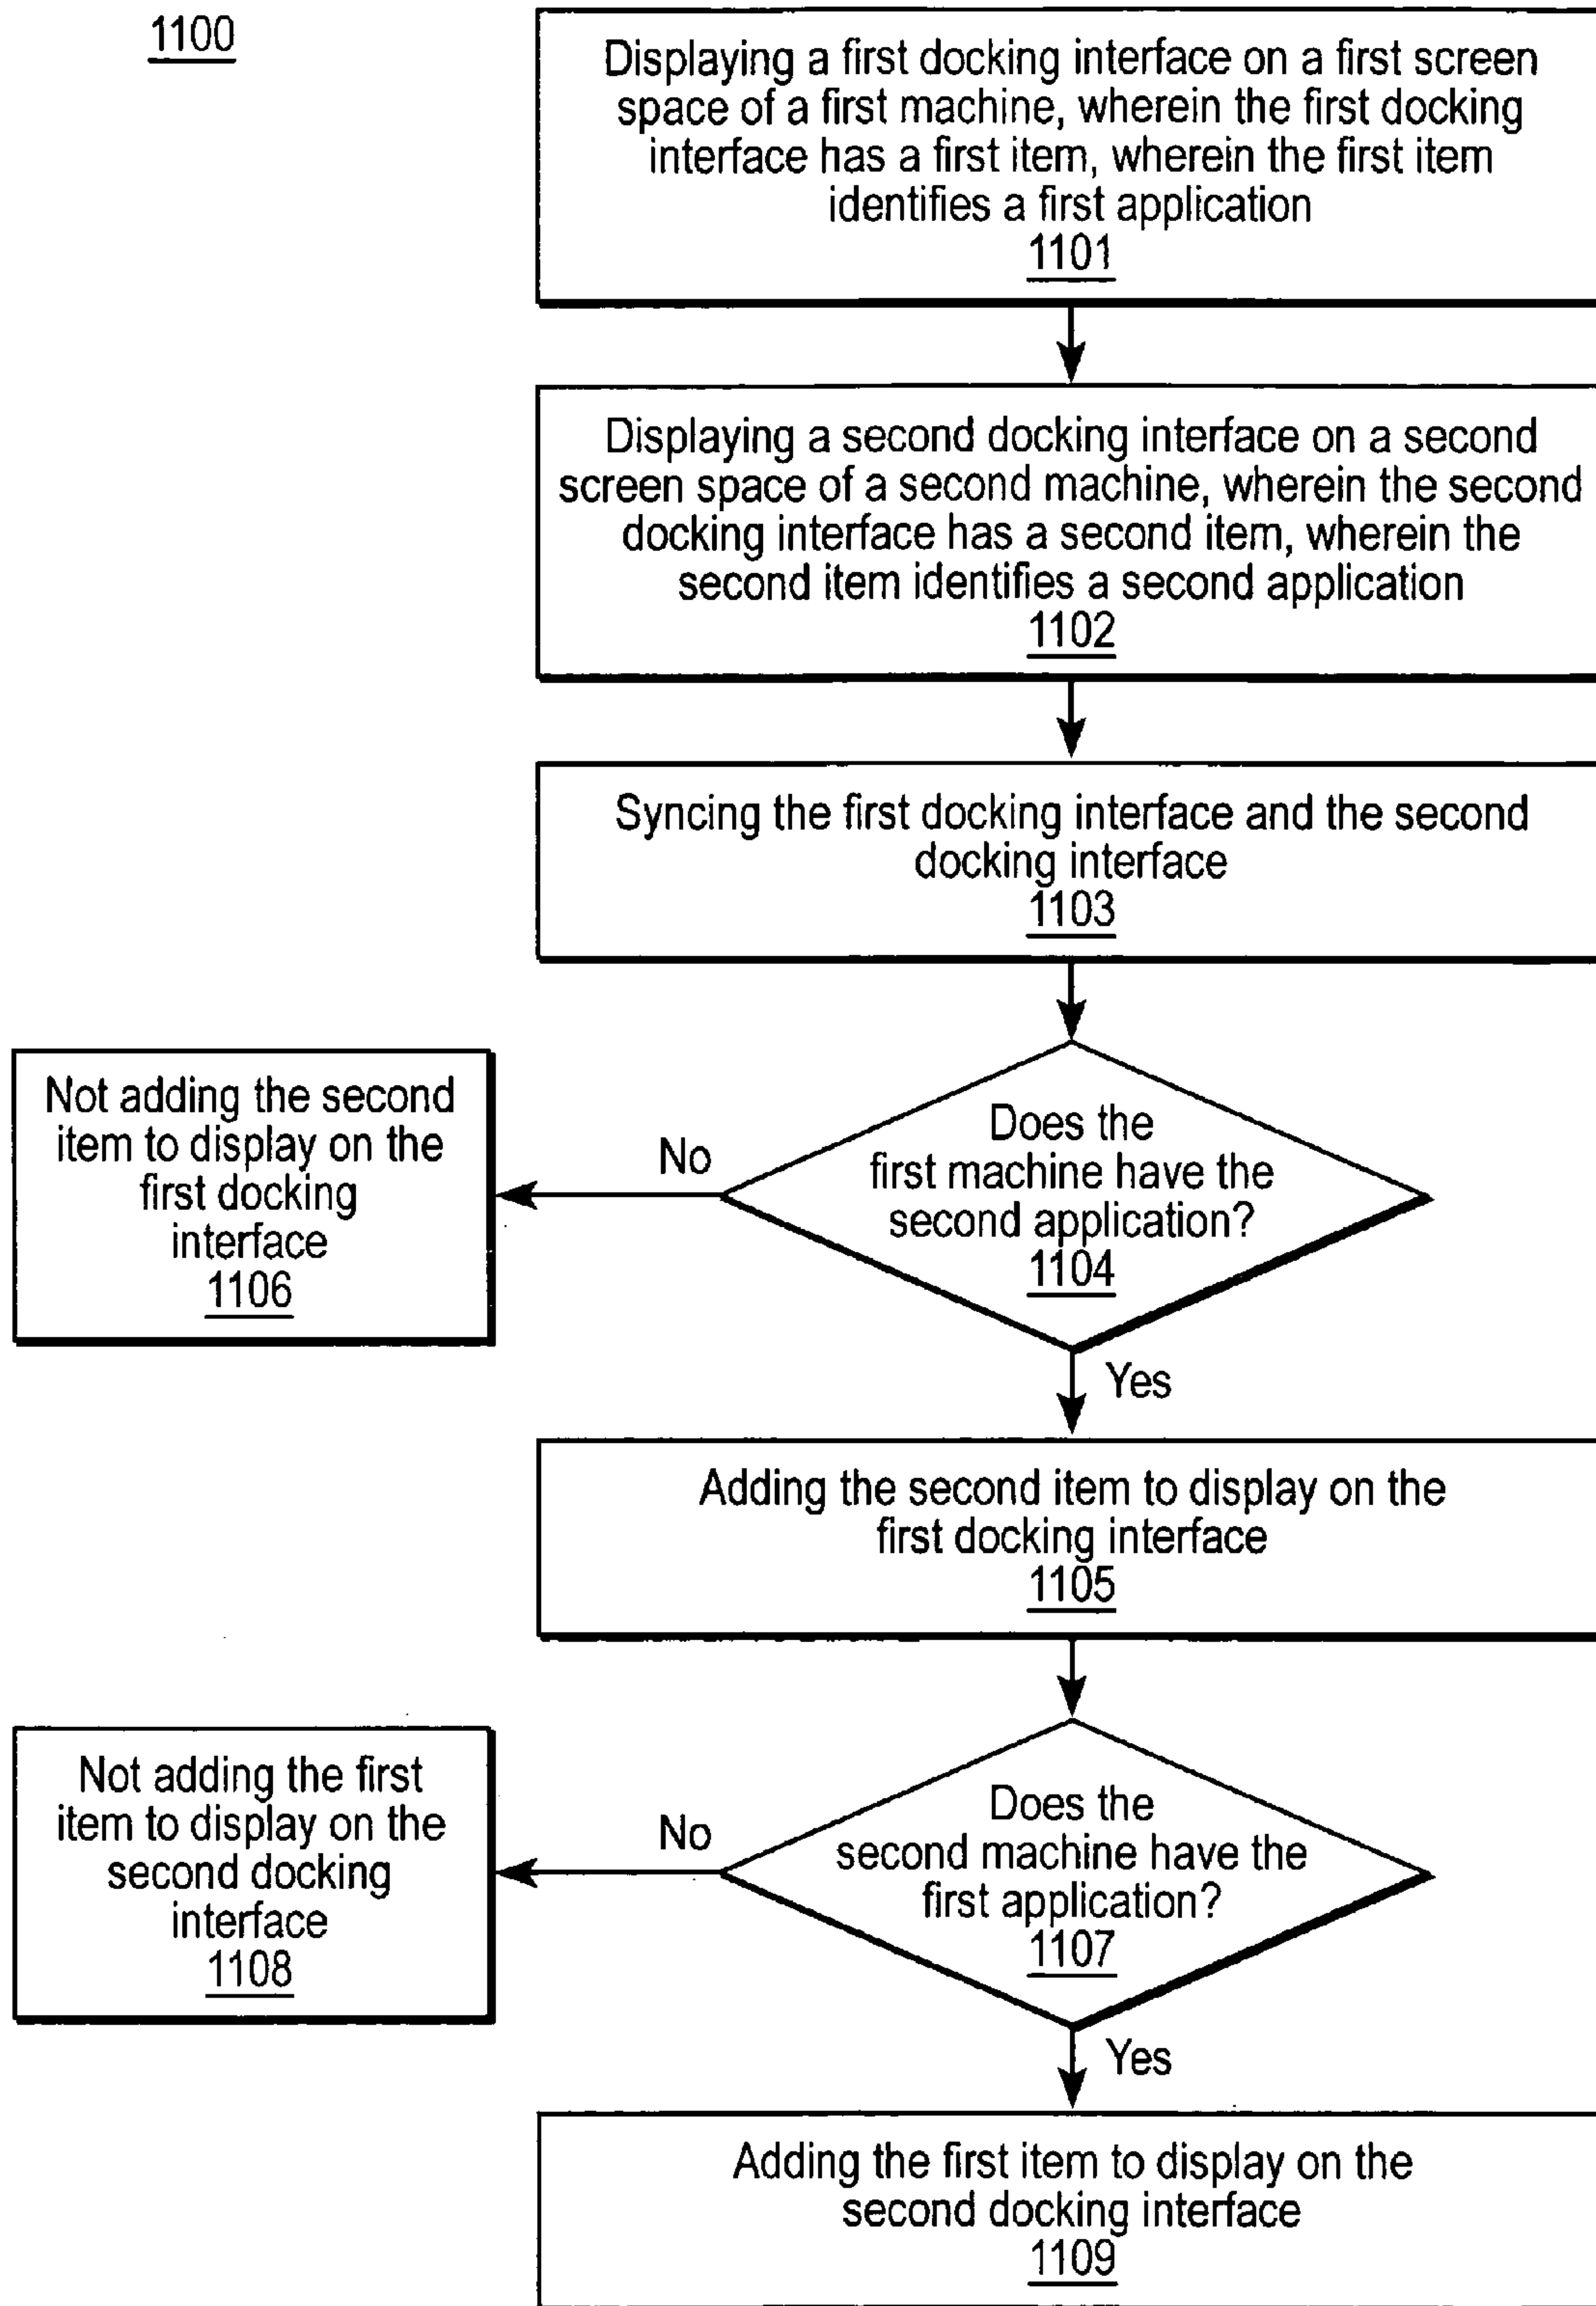 1100
Displaying a first docking interface on a first screen
space of a first machine, wherein the first docking
interface has a first item, wherein the first item
identifies a first application
1101
Displaying a second docking interface on a second
screen space of a second machine, wherein the second
docking interface has a second item, wherein the
second item identifies a second application
1102
Syncing the first docking interface and the second
docking interface
1103
Does the
first machine have the
second application?
1104
No
Not adding the second
item to display on the
first docking
interface
1106
Yes
Adding the second item to display on the
first docking interface
1105
Does the
second machine have the
first application?
1107
No
Not adding the first
item to display on the
second docking
interface
1108
Yes
Adding the first item to display on the
second docking interface
1109